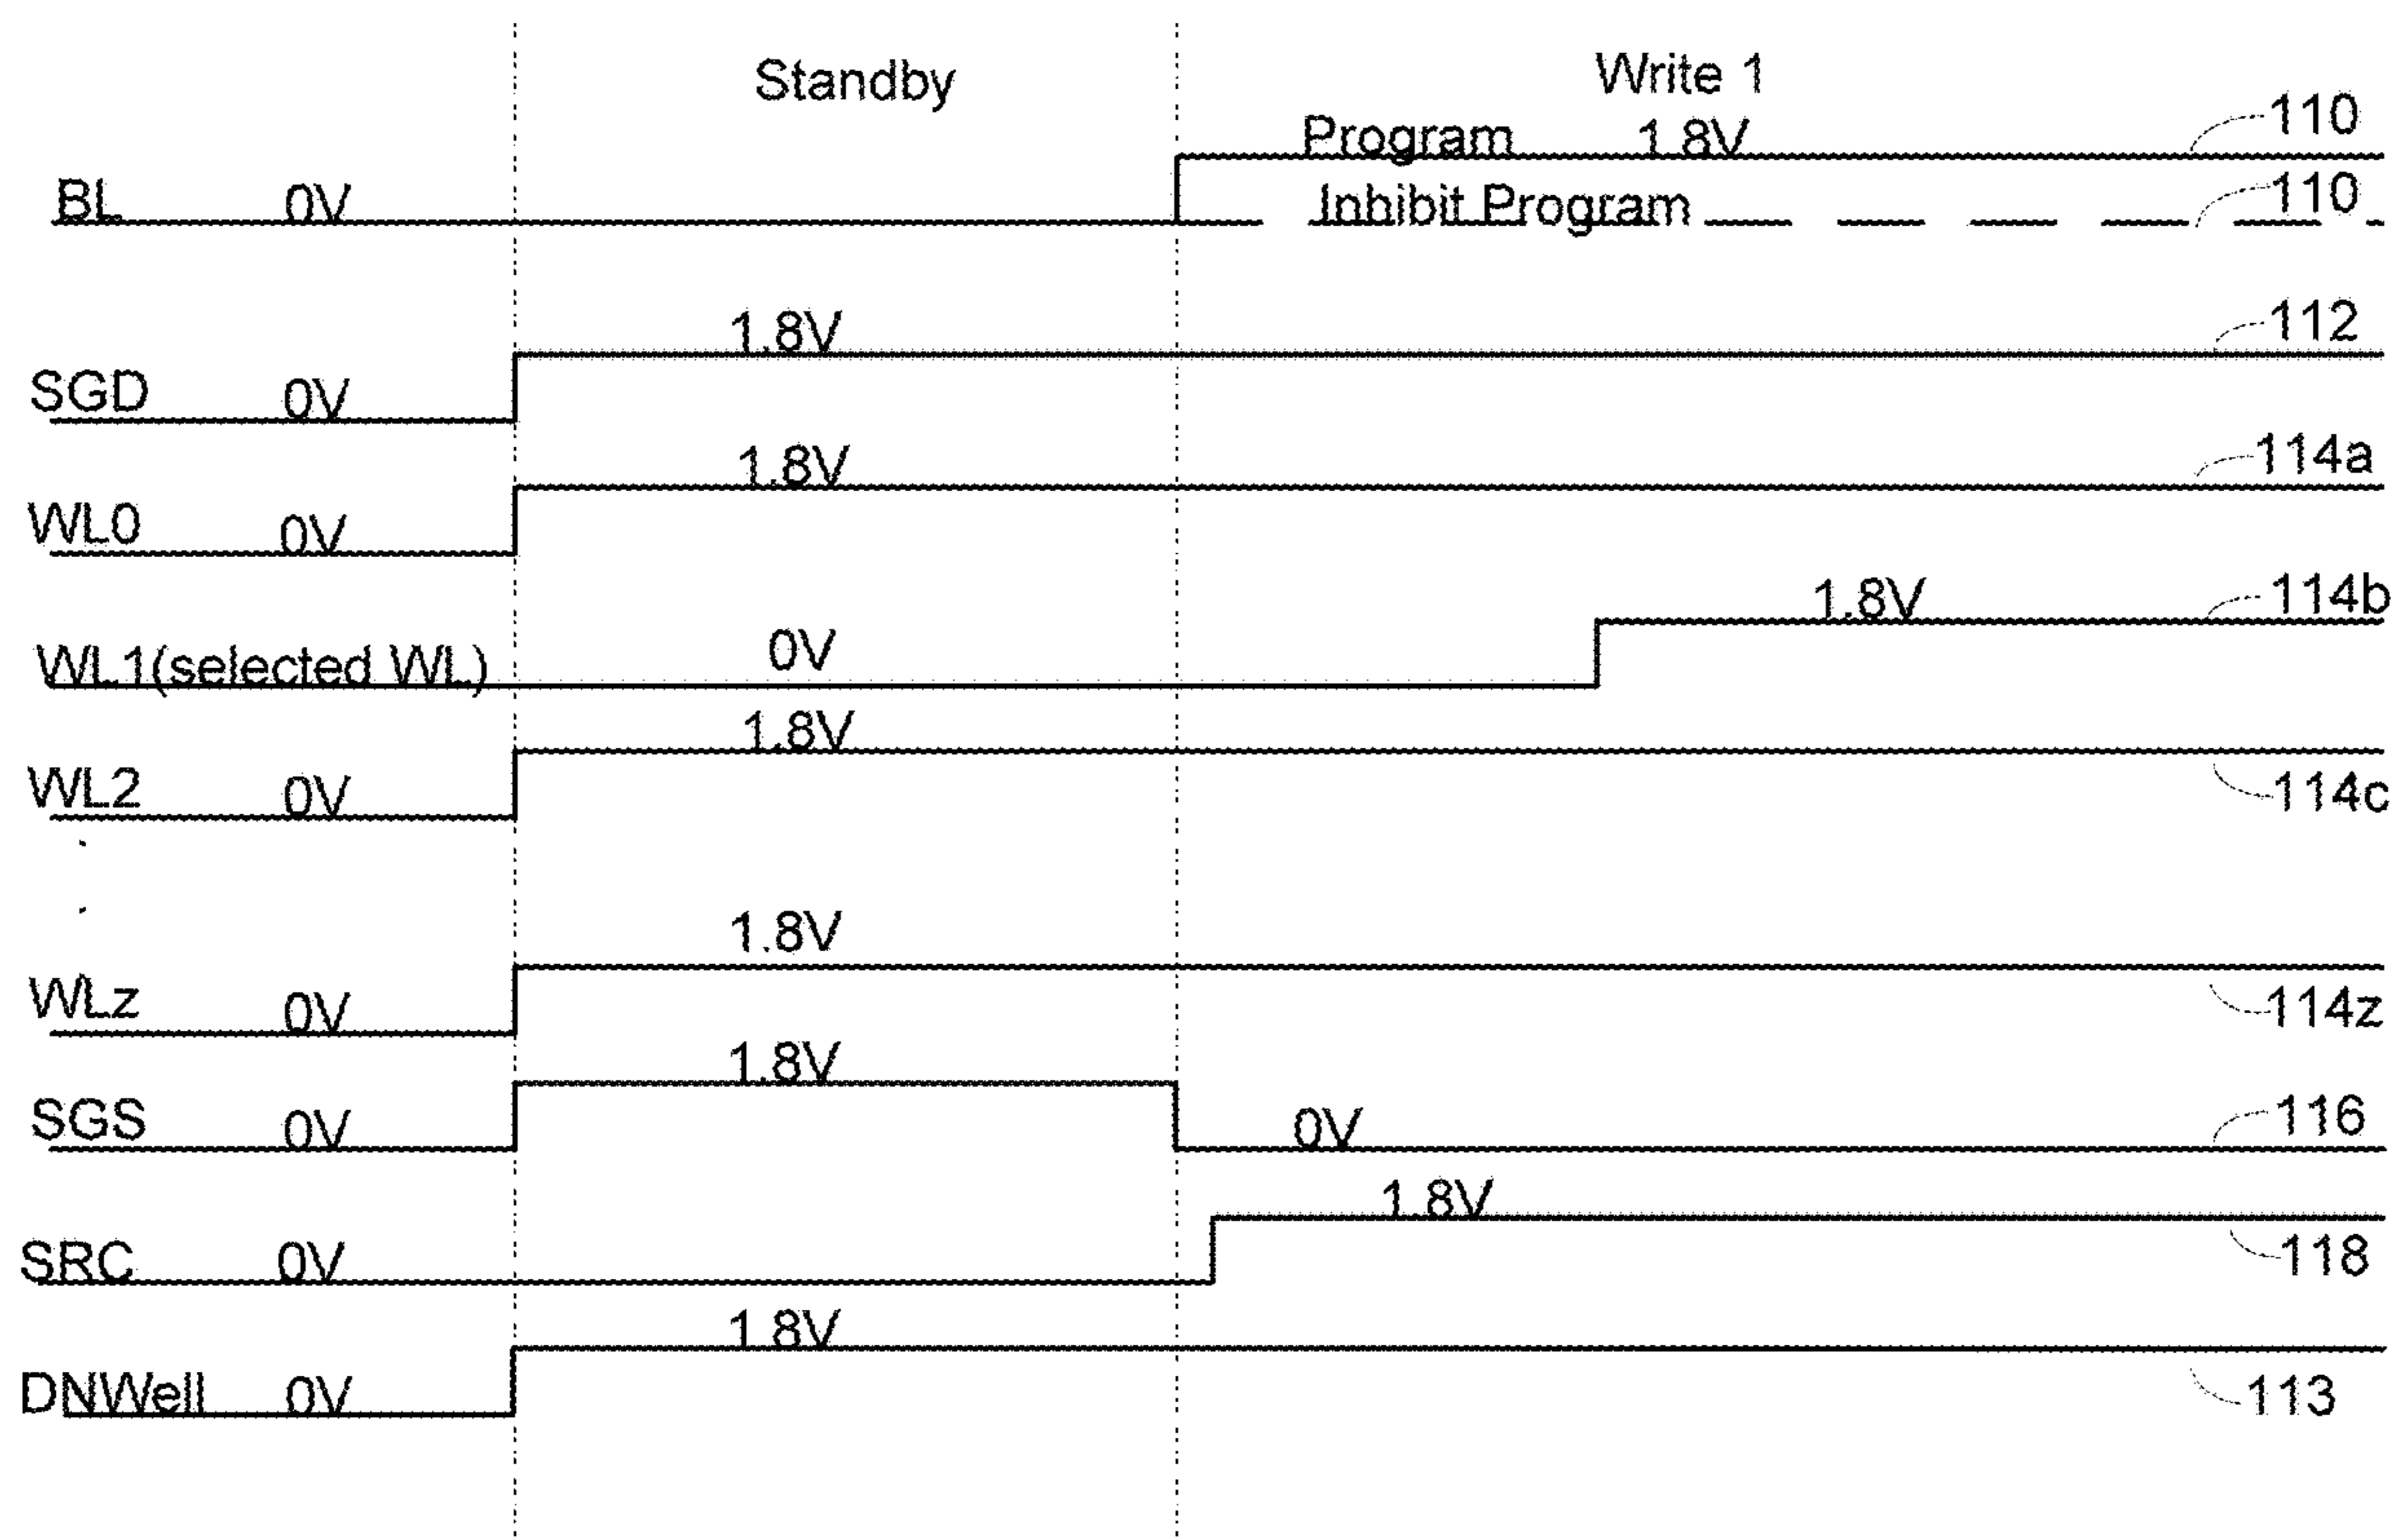 Standby
Write 1
Program 1.8V
110
BL 0V
Inhibit Program
110
1.8V
112
SGD 0V
1.8V
114a
WL0 0V
1.8V
114b
WL1(selected WL) 0V
1.8V
WL2 0V
114c
1.8V
WLz 0V
114z
1.8V
SGS 0V
0V
116
1.8V
SRC 0V
118
1.8V
DNWell 0V
113